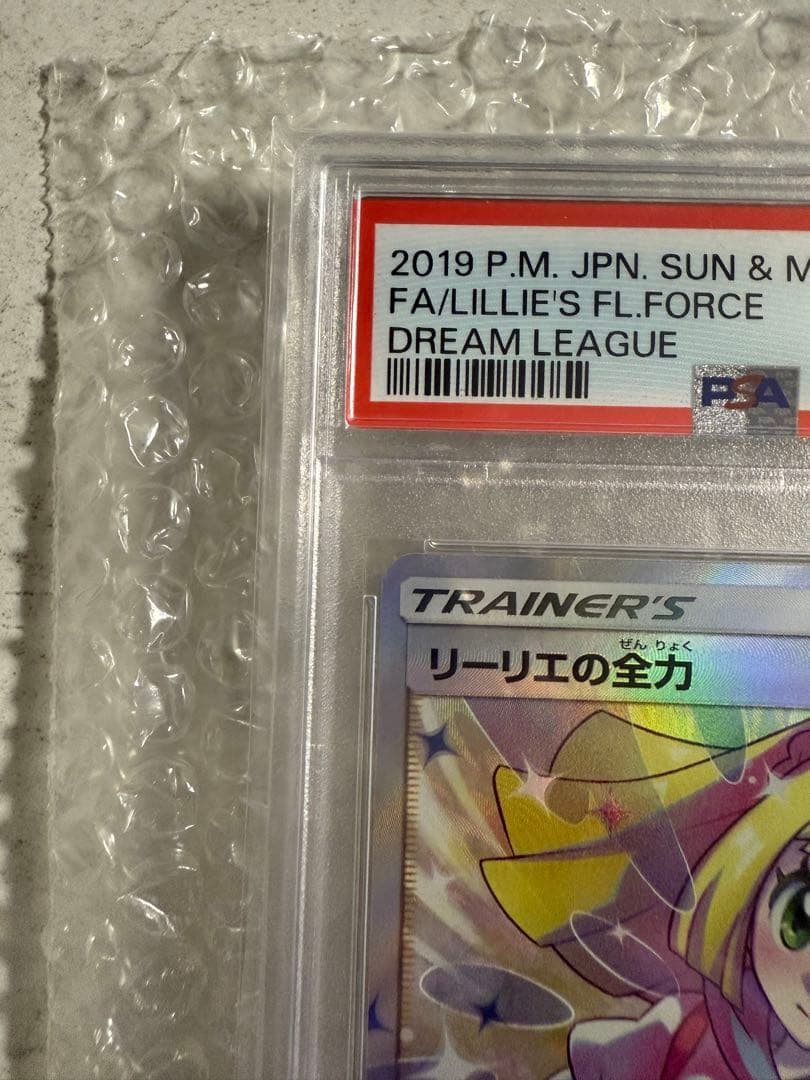 2019 P.M. JPN. SUN & M
FA/LILLIE'S FL.FORCE
DREAM LEAGUE
PSA
TRAINER'S
ぜんりょく
リーリエの全力